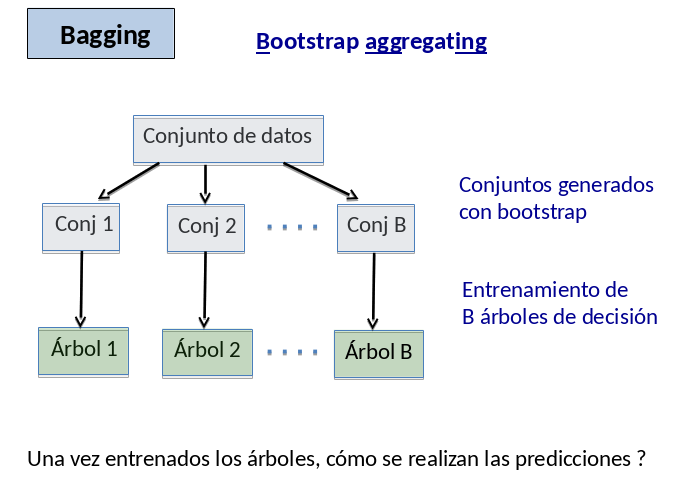 Bagging
Bootstrap aggregating
Conjunto de datos
Conjuntos generados
con bootstrap
Conj 1
Conj 2
Conj B
Entrenamiento de
B árboles de decisión
Árbol 1
Árbol 2
Árbol B
Una vez entrenados los árboles, cómo se realizan las predicciones ?